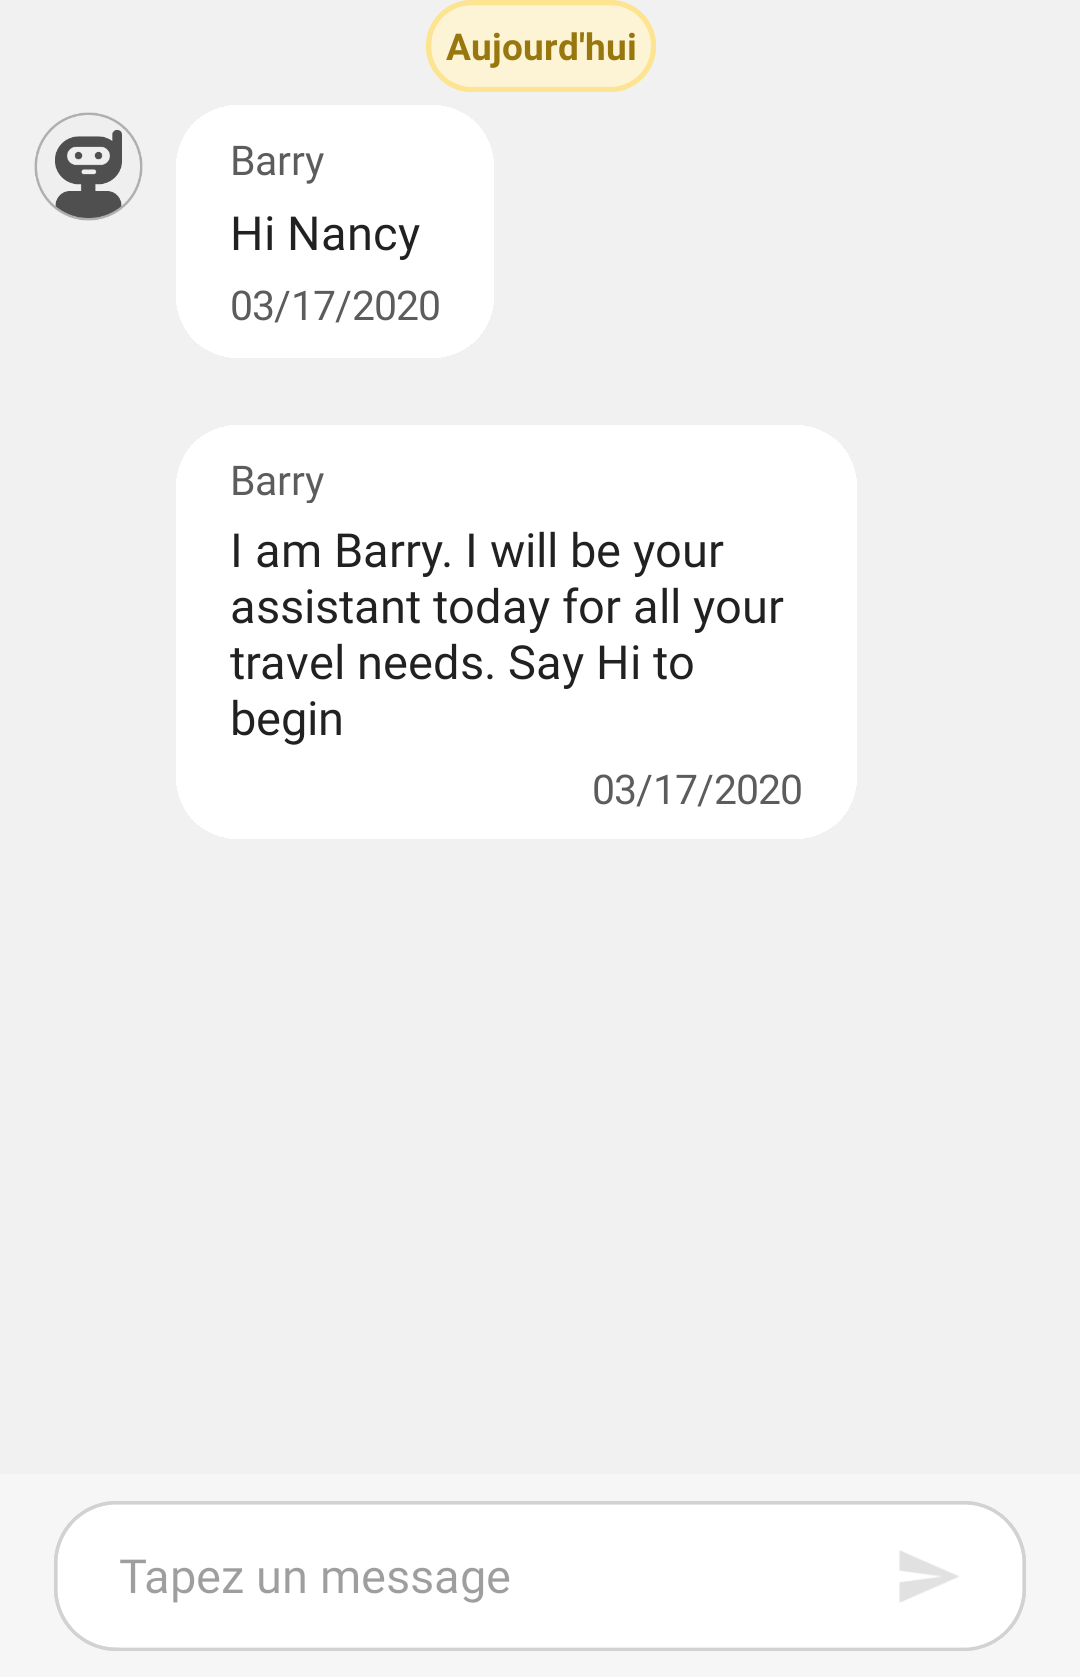 Aujourd'hui
Barry
Hi Nancy
03/17/2020
Barry
I am Barry. I will be your
assistant today for all your
travel needs. Say Hi to
begin
03/17/2020
Tapez un message